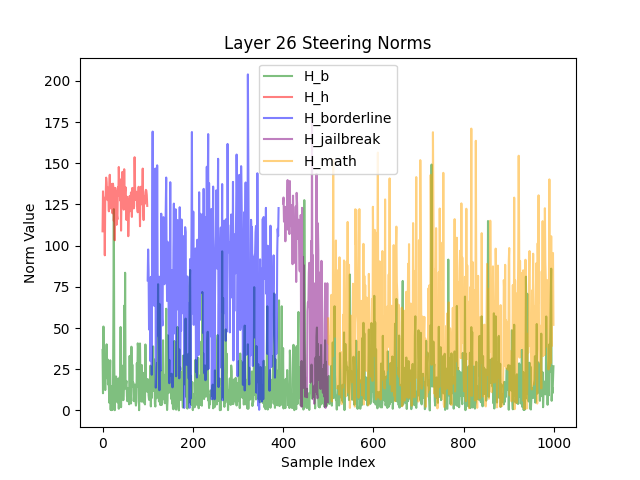 Layer 26 Steering Norms
H_b
H_h
H_borderline
H_jailbreak
H_math
Norm Value
200
175
150
125
100
75
50
25
0
0 200 400 600 800 1000
Sample Index